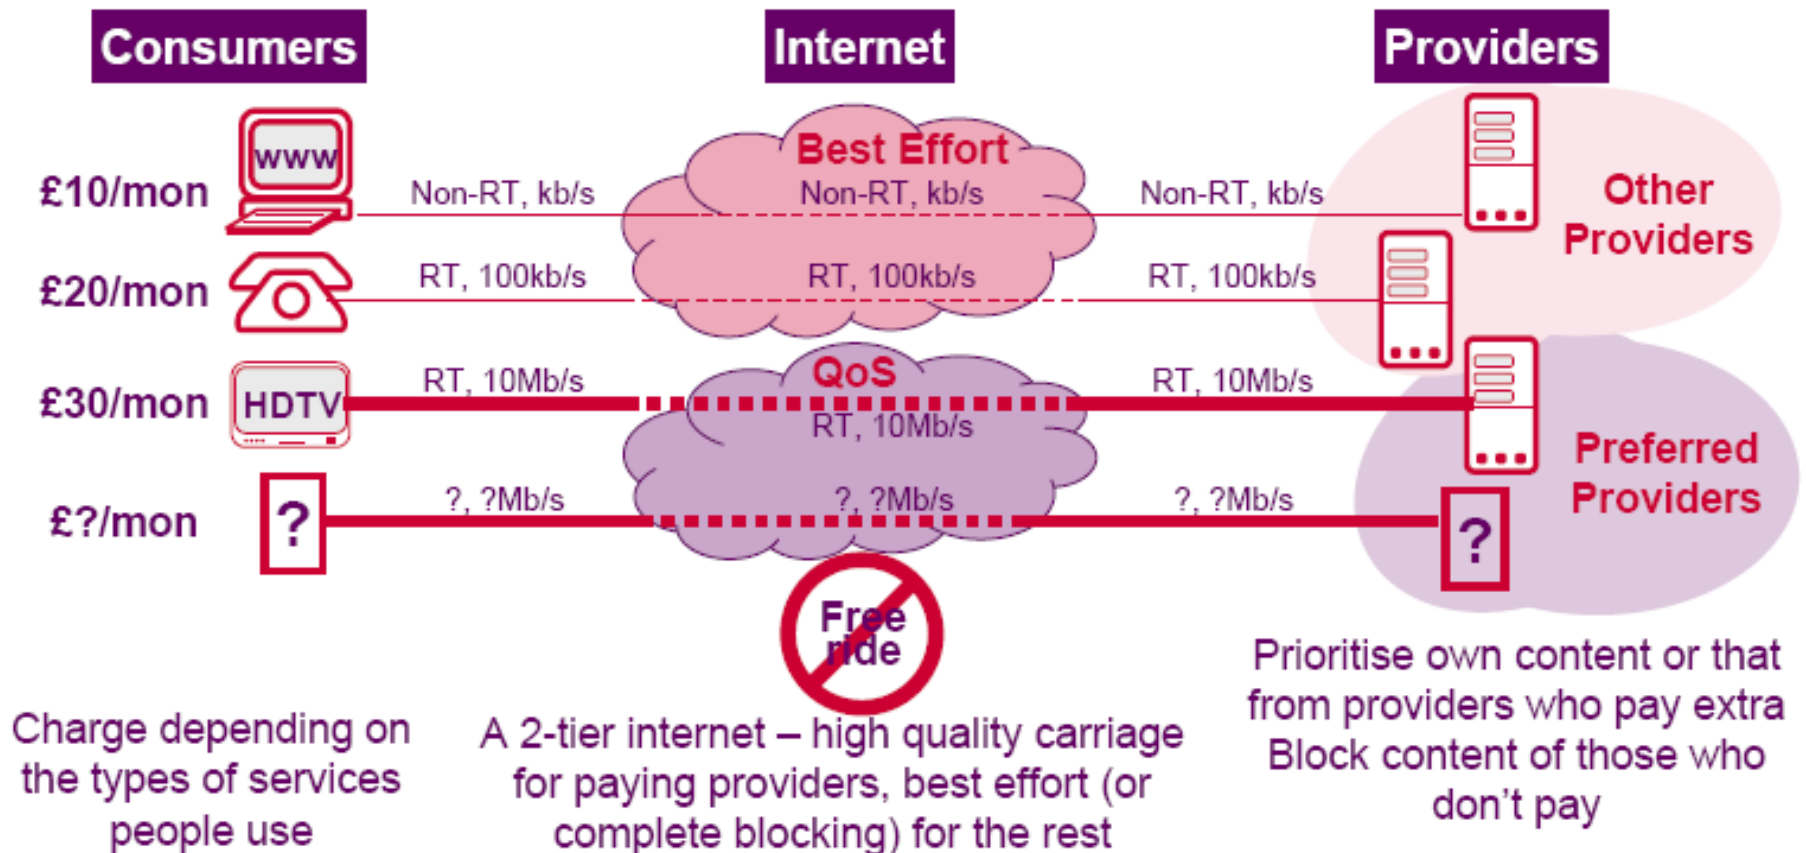 Consumers
Internet
Providers
£10/mon
www
Non-RT, kb/s
Best Effort
Non-RT, kb/s
Non-RT, kb/s
Other
Providers
£20/mon
RT, 100kb/s
RT, 100kb/s
RT, 100kb/s
£30/mon
HDTV
RT, 10Mb/s
QoS
RT, 10Mb/s
RT, 10Mb/s
Preferred
Providers
£?/mon
?
?, ?Mb/s
?, ?Mb/s
?, ?Mb/s
?
Free
ride
Charge depending on
the types of services
people use
A 2-tier internet – high quality carriage
for paying providers, best effort (or
complete blocking) for the rest
Prioritise own content or that
from providers who pay extra
Block content of those who
don't pay